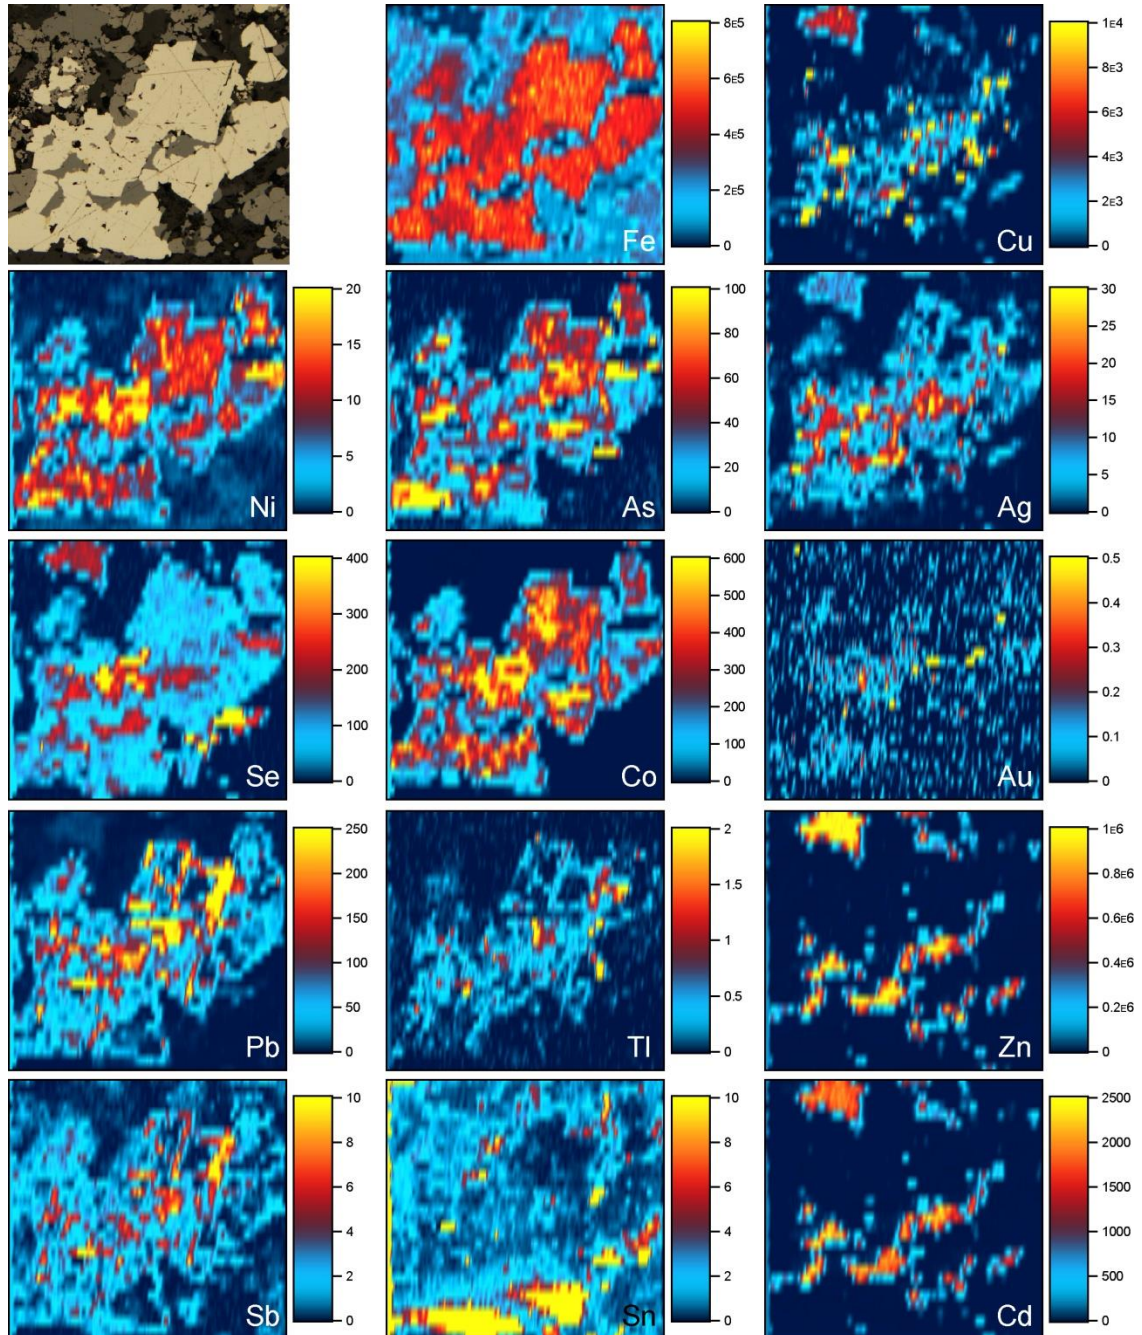 8E5
6E5
4E5
2E5
0
Fe
1E4
8E3
6E3
4E3
2E3
0
Cu
20
15
10
5
0
Ni
100
80
60
40
20
0
As
30
25
20
15
10
5
0
Ag
400
300
200
100
0
Se
600
500
400
300
200
100
0
Co
0.5
0.4
0.3
0.2
0.1
0
Au
250
200
150
100
50
0
Pb
2
1.5
1
0.5
0
Tl
1E6
0.8E6
0.6E6
0.4E6
0.2E6
0
Zn
10
8
6
4
2
0
Sb
10
8
6
4
2
0
Sn
2500
2000
1500
1000
500
0
Cd